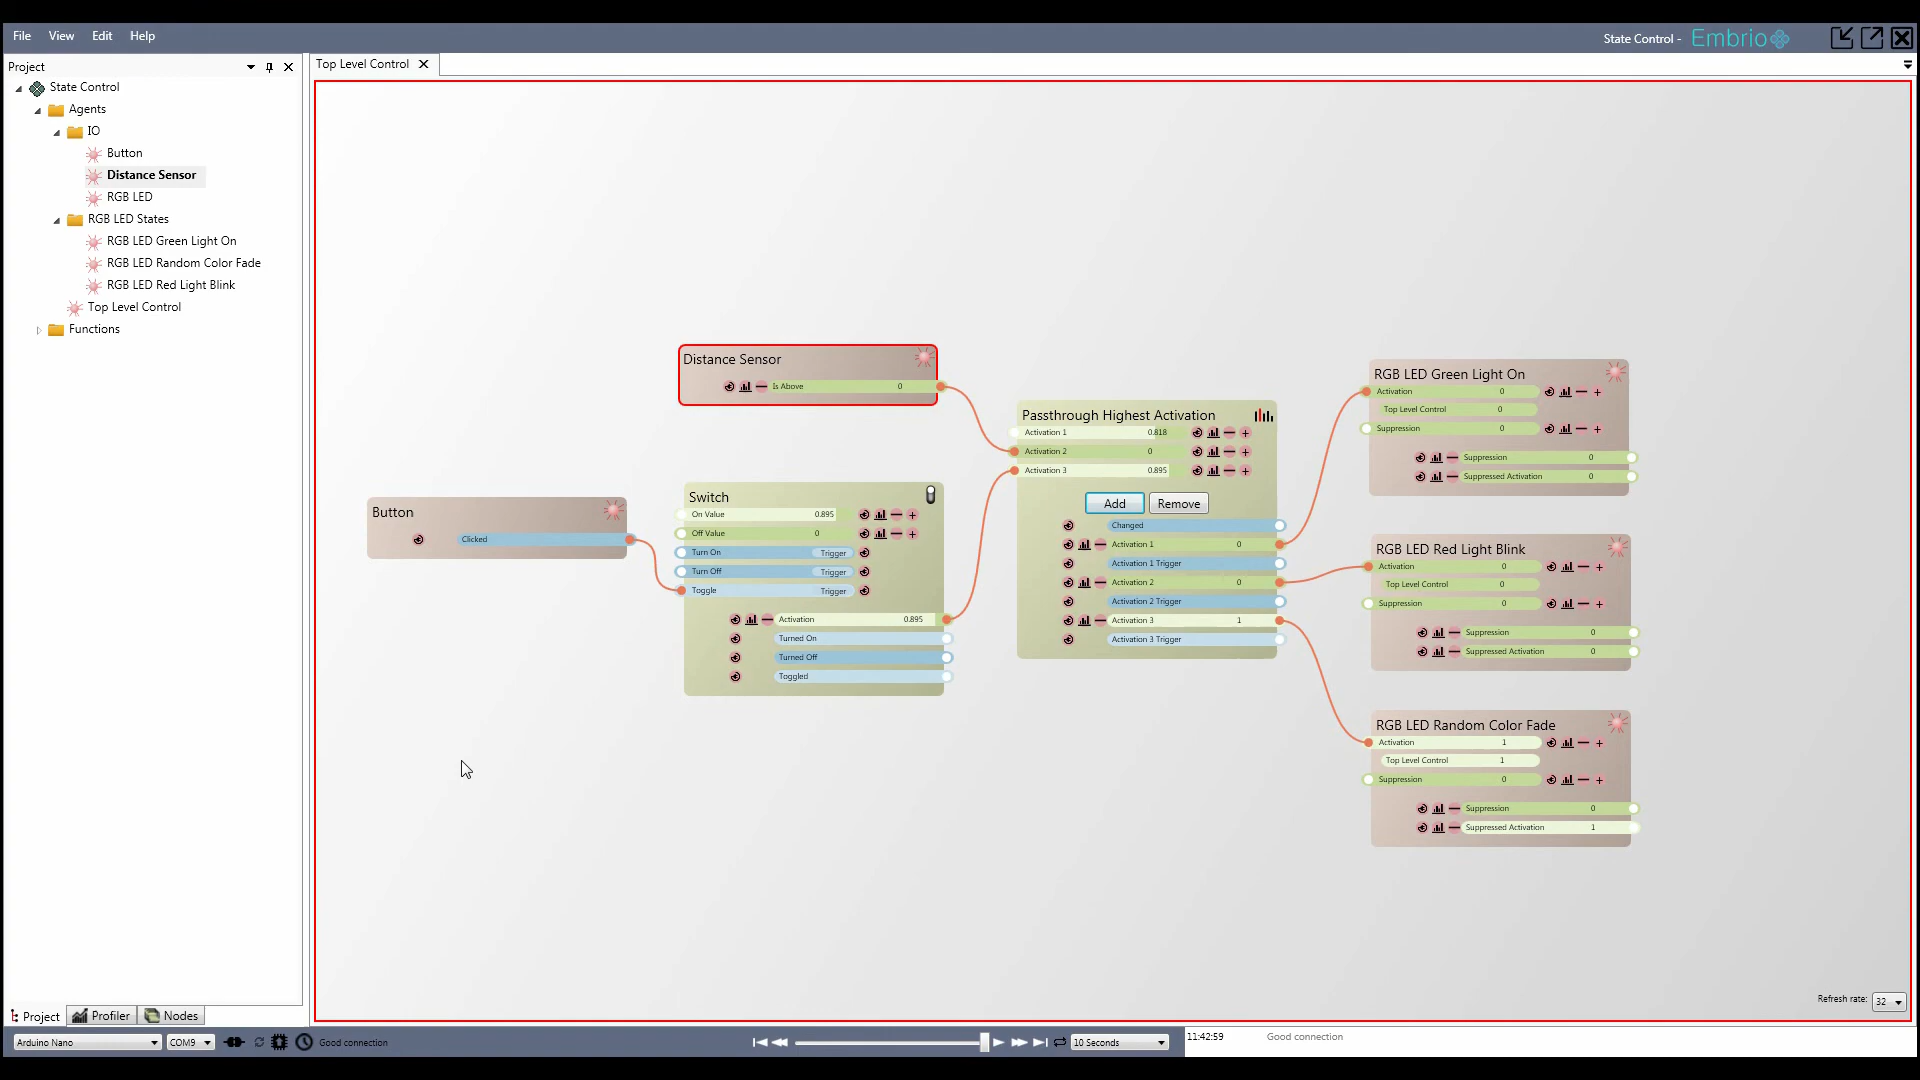 File View Edit Help
State Control - Embrio
Project
Top Level Control
State Control
Agents
IO
Button
Distance Sensor
RGB LED
RGB LED States
RGB LED Green Light On
RGB LED Random Color Fade
RGB LED Red Light Blink
Top Level Control
Functions
Distance Sensor
Is Above 0
Button
Clicked
Switch
On Value 0.895
Off Value 0
Turn On Trigger
Turn Off Trigger
Toggle Trigger
Activation 0.895
Turned On
Turned Off
Toggled
Passthrough Highest Activation
Activation 1 0.818
Activation 2 0
Activation 3 0.895
Add Remove
Changed
Activation 1 0
Activation 1 Trigger
Activation 2 0
Activation 2 Trigger
Activation 3 1
Activation 3 Trigger
RGB LED Green Light On
Activation 0
Top Level Control 0
Suppression 0
Suppression 0
Suppressed Activation 0
RGB LED Red Light Blink
Activation 0
Top Level Control 0
Suppression 0
Suppression 0
Suppressed Activation 0
RGB LED Random Color Fade
Activation 1
Top Level Control 1
Suppression 0
Suppression 0
Suppressed Activation 1
Refresh rate: 32
Project Profiler Nodes
Arduino Nano COM9 Good connection 10 Seconds 11:42:59 Good connection